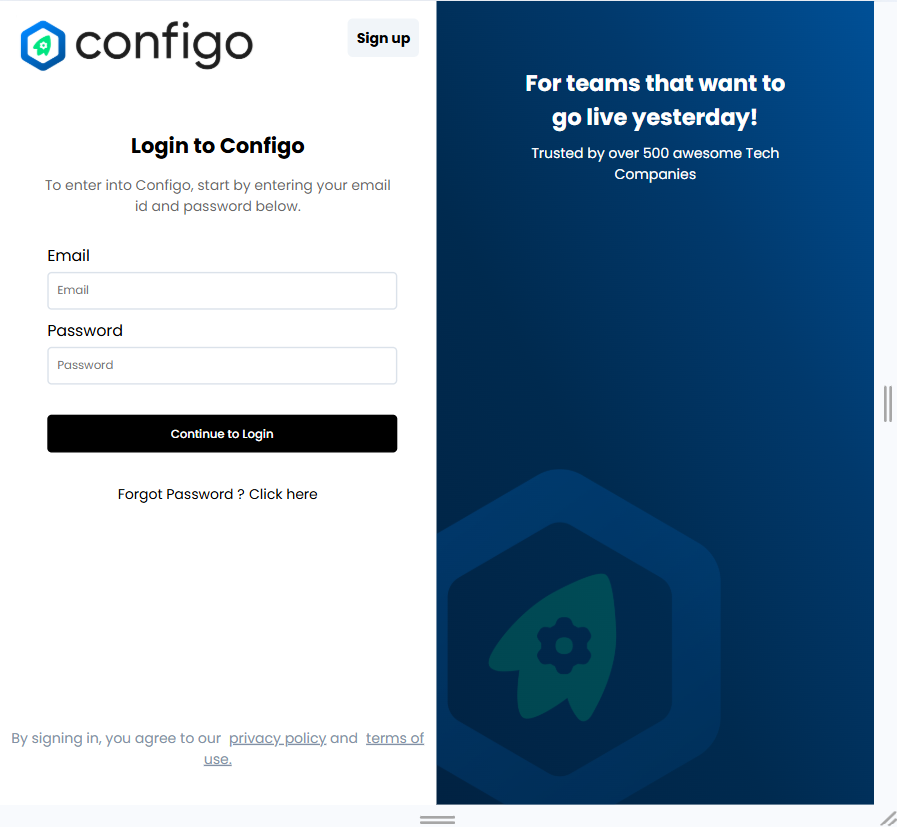 configo
Sign up
Login to Configo
To enter into Configo, start by entering your email
id and password below.
Email
Email
Password
Password
Continue to Login
Forgot Password ? Click here
By signing in, you agree to our privacy policy and terms of
use.
For teams that want to
go live yesterday!
Trusted by over 500 awesome Tech
Companies